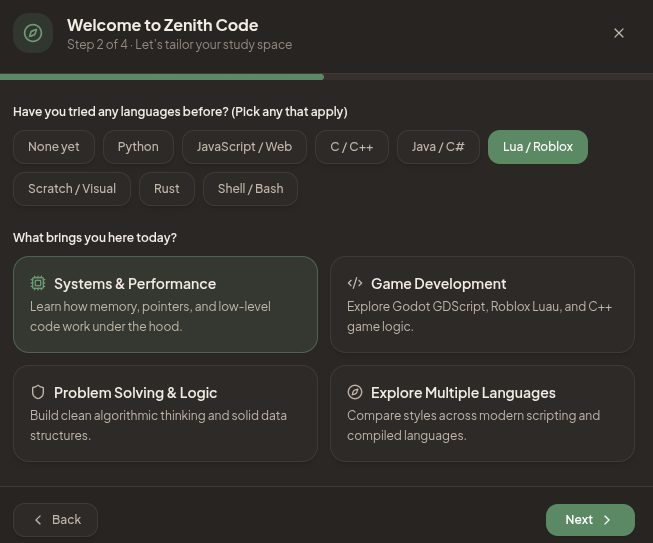 Welcome to Zenith Code
Step 2 of 4 · Let's tailor your study space
Have you tried any languages before? (Pick any that apply)
None yet
Python
JavaScript / Web
C / C++
Java / C#
Lua / Roblox
Scratch / Visual
Rust
Shell / Bash
What brings you here today?
Systems & Performance
Learn how memory, pointers, and low-level
code work under the hood.
Game Development
Explore Godot GDScript, Roblox Luau, and C++
game logic.
Problem Solving & Logic
Build clean algorithmic thinking and solid data
structures.
Explore Multiple Languages
Compare styles across modern scripting and
compiled languages.
Back
Next